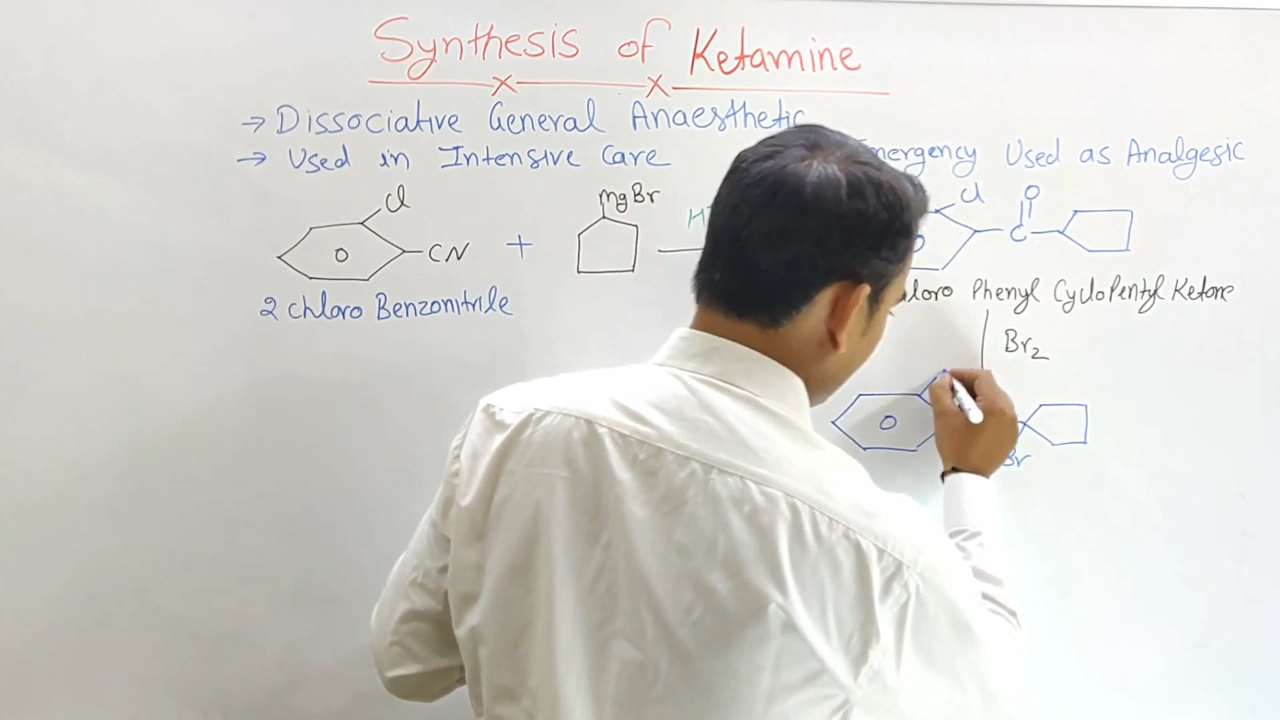 Synthesis of Ketamine
→ Dissociative General Anaesthetic
→ Used in Intensive Care Used as Analgesic
Cl MgBr Cl O
CN + C
2 Chloro Benzonitrile Phenyl CycloPentyl Ketone
Br2
Br